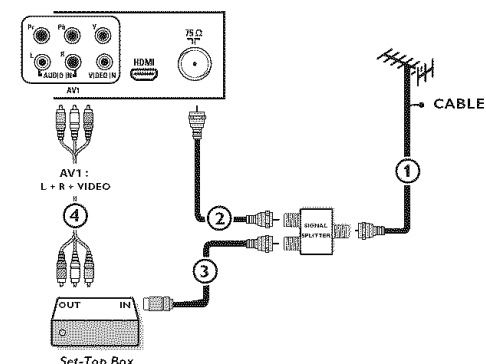 Pr Pb Y
L R
AUDIO IN VIDEO IN
AV1
HDMI
75 Ω
CABLE
1
AV1 :
L + R + VIDEO
4
2
3
SIGNAL
SPLITTER
OUT IN
Set-Top Box